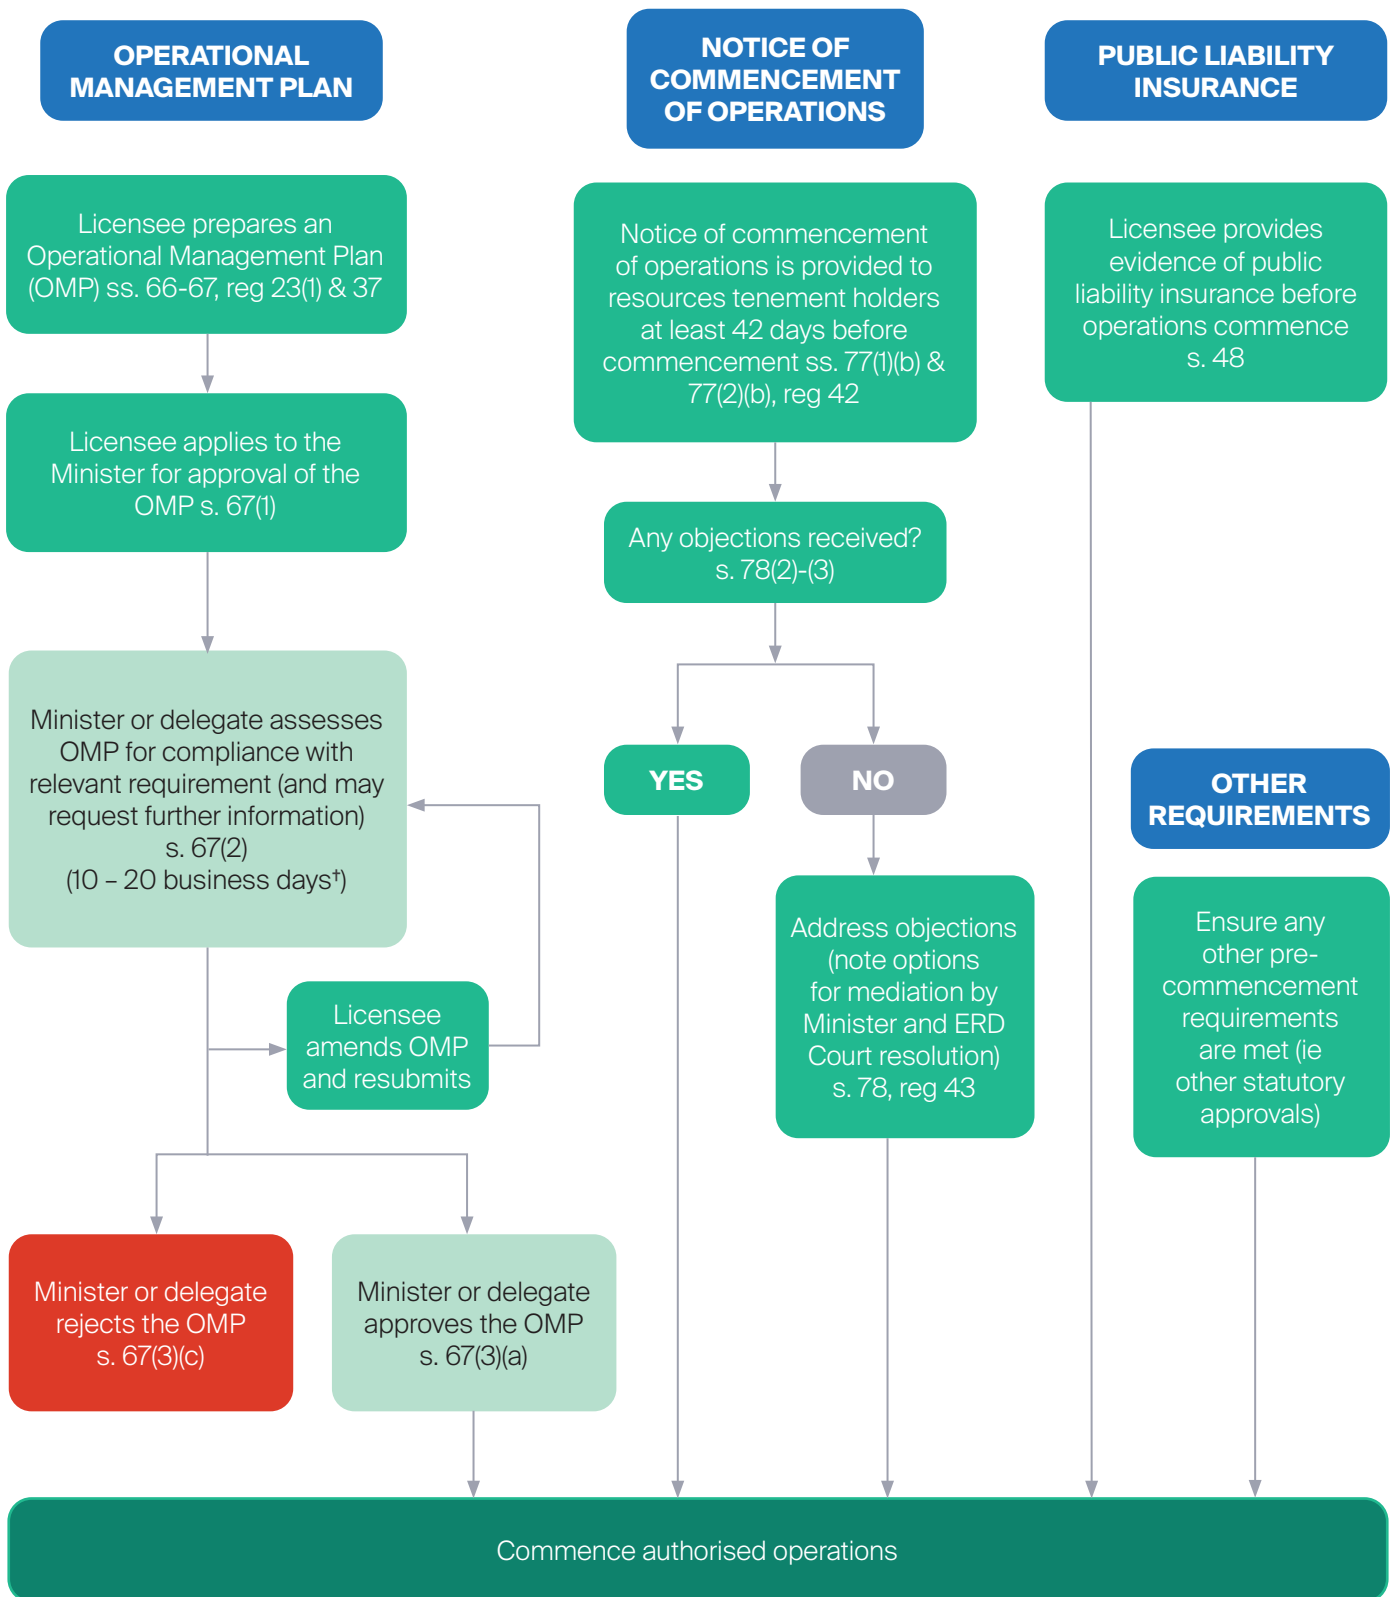 OPERATIONAL
MANAGEMENT PLAN
Licensee prepares an
Operational Management Plan
(OMP) ss. 66-67, reg 23(1) & 37
Licensee applies to the
Minister for approval of the
OMP s. 67(1)
Minister or delegate assesses
OMP for compliance with
relevant requirement (and may
request further information)
s. 67(2)
(10 – 20 business days†)
Licensee
amends OMP
and resubmits
Minister or delegate
rejects the OMP
s. 67(3)(c)
Minister or delegate
approves the OMP
s. 67(3)(a)
NOTICE OF
COMMENCEMENT
OF OPERATIONS
Notice of commencement
of operations is provided to
resources tenement holders
at least 42 days before
commencement ss. 77(1)(b) &
77(2)(b), reg 42
Any objections received?
s. 78(2)-(3)
YES
NO
Address objections
(note options
for mediation by
Minister and ERD
Court resolution)
s. 78, reg 43
PUBLIC LIABILITY
INSURANCE
Licensee provides
evidence of public
liability insurance before
operations commence
s. 48
OTHER
REQUIREMENTS
Ensure any
other pre-
commencement
requirements
are met (ie
other statutory
approvals)
Commence authorised operations